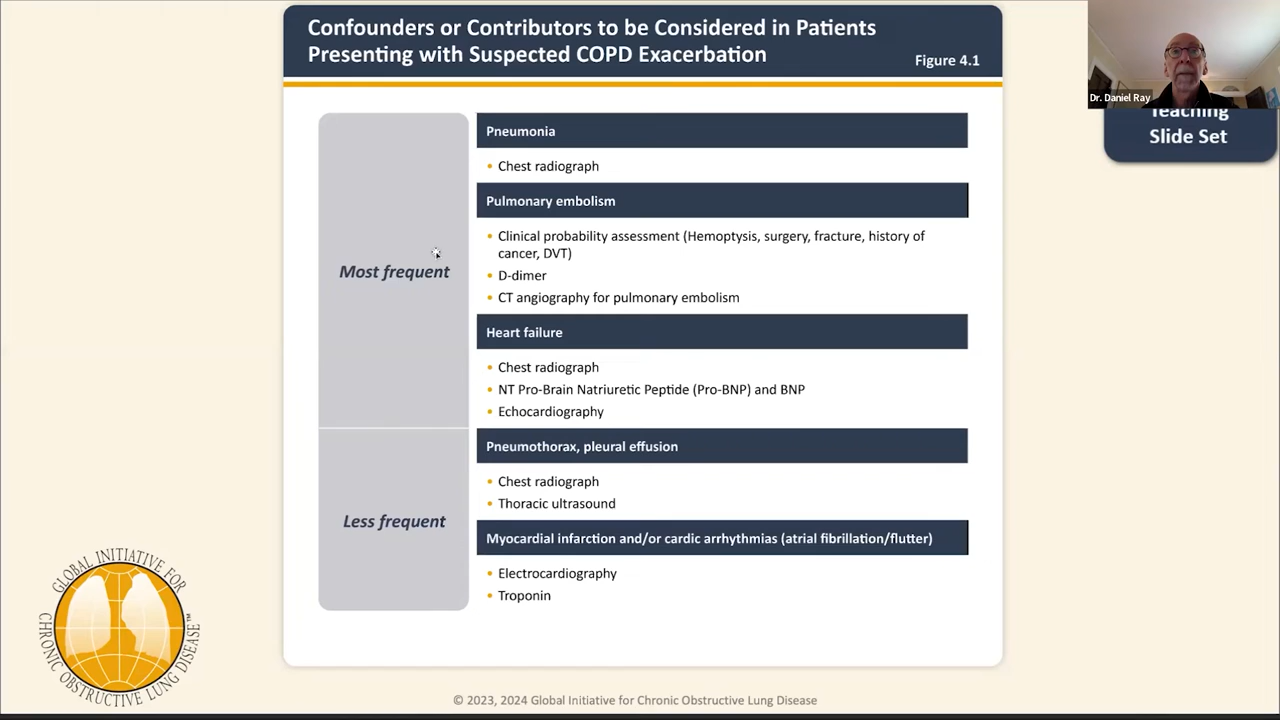 Confounders or Contributors to be Considered in Patients
Presenting with Suspected COPD Exacerbation
Figure 4.1
Dr. Daniel Ray
Teaching
Slide Set
Most frequent
Pneumonia
• Chest radiograph
Pulmonary embolism
• Clinical probability assessment (Hemoptysis, surgery, fracture, history of
cancer, DVT)
• D-dimer
• CT angiography for pulmonary embolism
Heart failure
• Chest radiograph
• NT Pro-Brain Natriuretic Peptide (Pro-BNP) and BNP
• Echocardiography
Less frequent
Pneumothorax, pleural effusion
• Chest radiograph
• Thoracic ultrasound
Myocardial infarction and/or cardic arrhythmias (atrial fibrillation/flutter)
• Electrocardiography
• Troponin
GLOBAL INITIATIVE FOR
CHRONIC OBSTRUCTIVE LUNG DISEASE™
© 2023, 2024 Global Initiative for Chronic Obstructive Lung Disease